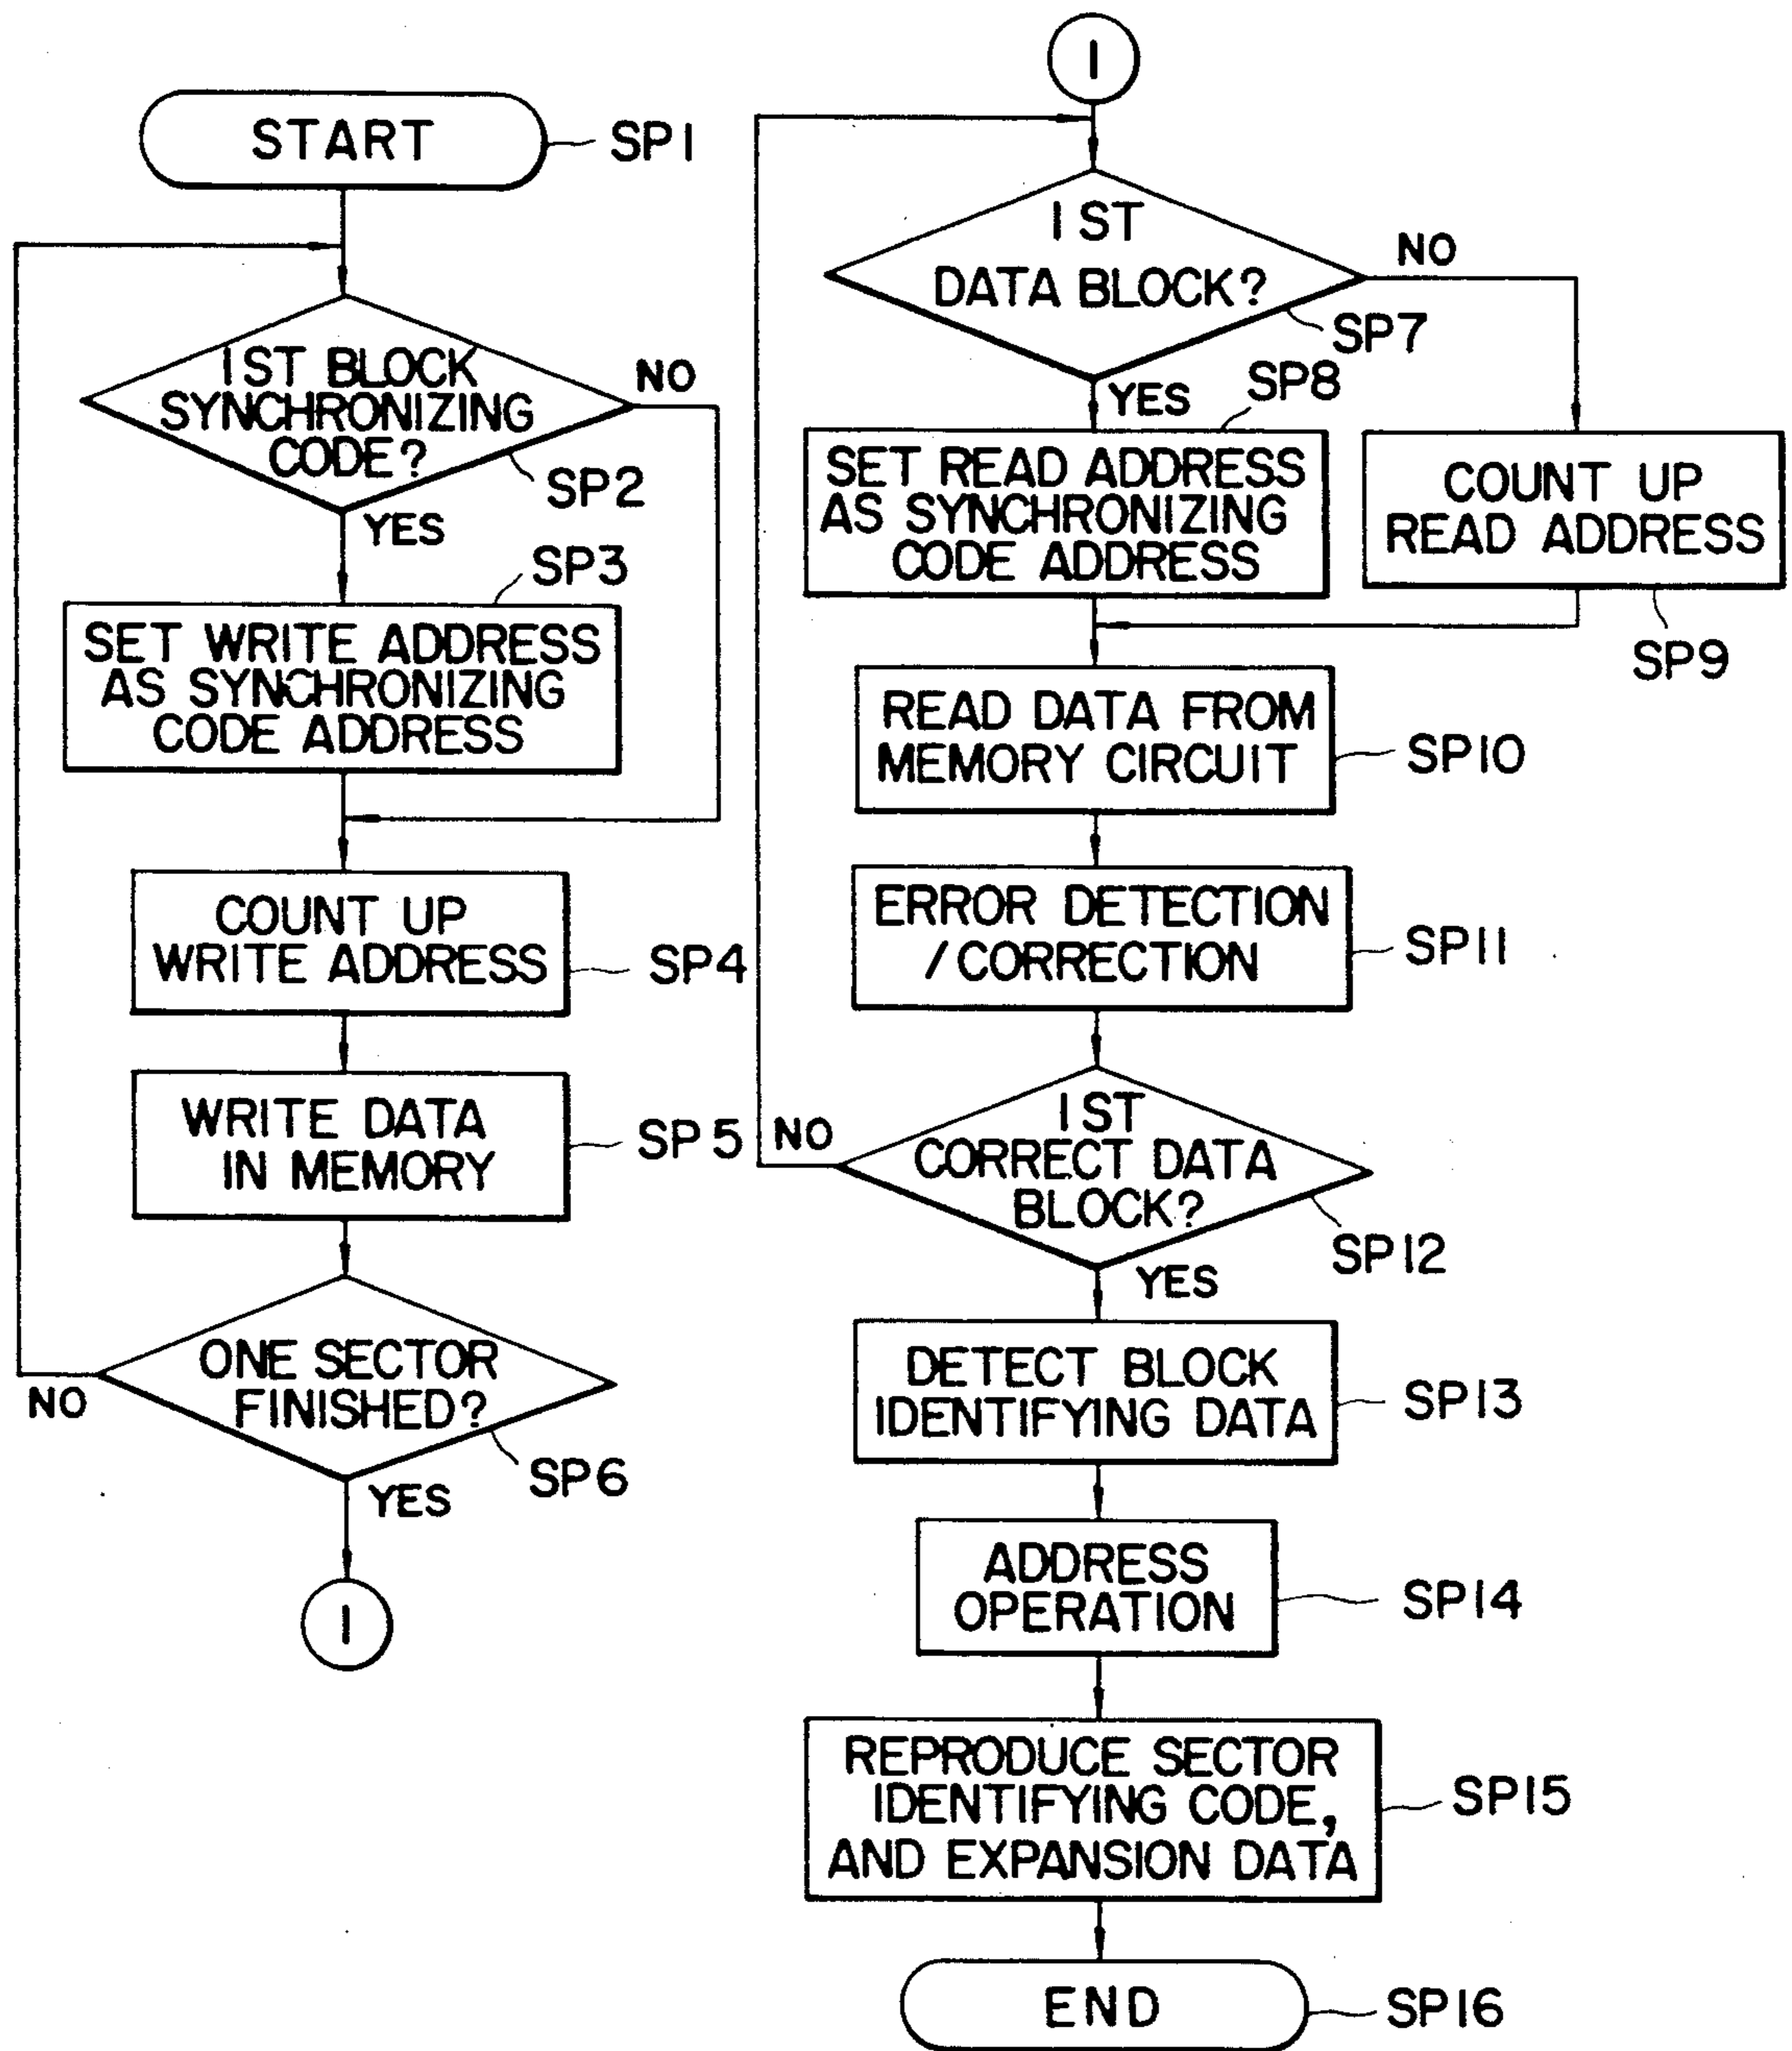 START
SP1
1ST BLOCK
SYNCHRONIZING
CODE?
NO
SP2
YES
SP3
SET WRITE ADDRESS
AS SYNCHRONIZING
CODE ADDRESS
COUNT UP
WRITE ADDRESS
SP4
WRITE DATA
IN MEMORY
SP5
ONE SECTOR
FINISHED?
NO
SP6
YES
1
1
1ST
DATA BLOCK?
NO
SP7
YES
SP8
SET READ ADDRESS
AS SYNCHRONIZING
CODE ADDRESS
COUNT UP
READ ADDRESS
SP9
READ DATA FROM
MEMORY CIRCUIT
SP10
ERROR DETECTION
/CORRECTION
SP11
1ST
CORRECT DATA
BLOCK?
NO
SP12
YES
DETECT BLOCK
IDENTIFYING DATA
SP13
ADDRESS
OPERATION
SP14
REPRODUCE SECTOR
IDENTIFYING CODE,
AND EXPANSION DATA
SP15
END
SP16